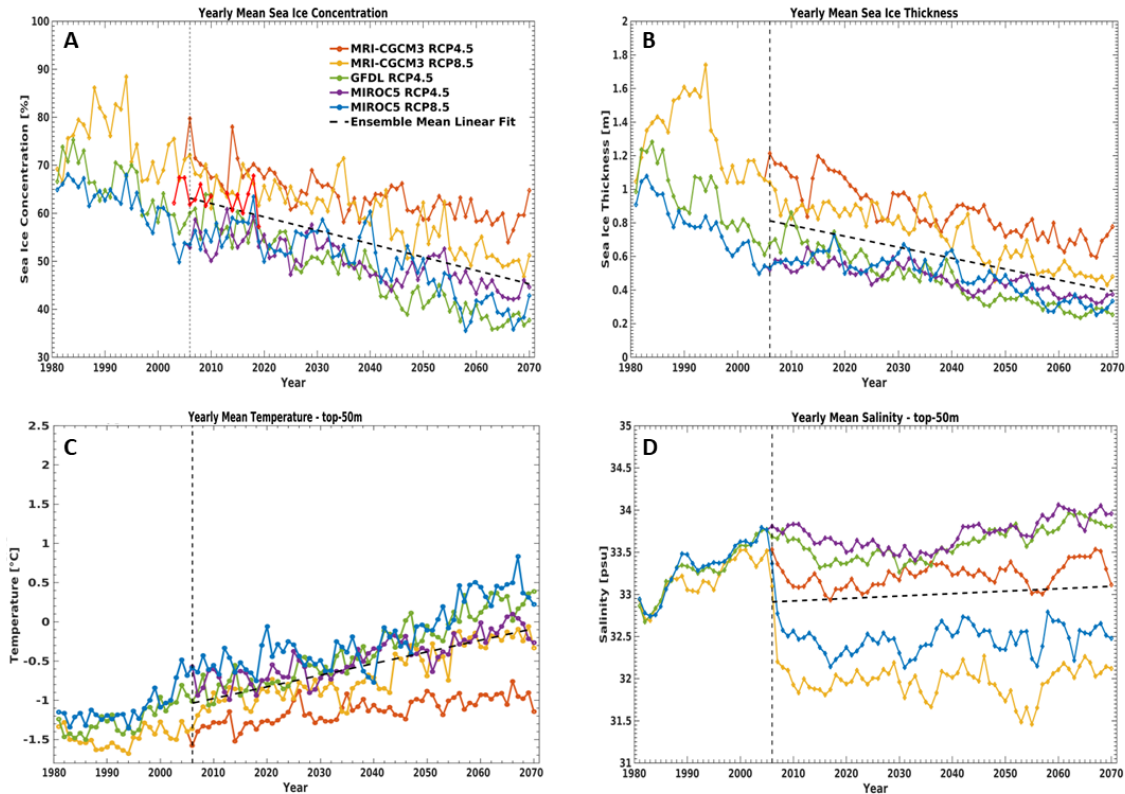 Yearly Mean Sea Ice Concentration
A
MRI-CGCM3 RCP4.5
MRI-CGCM3 RCP8.5
GFDL RCP4.5
MIROC5 RCP4.5
MIROC5 RCP8.5
Ensemble Mean Linear Fit
Sea Ice Concentration [%]
100
90
80
70
60
50
40
30
1980 1990 2000 2010 2020 2030 2040 2050 2060 2070
Year
Yearly Mean Sea Ice Thickness
B
Sea Ice Thickness [m]
2
1.8
1.6
1.4
1.2
1
0.8
0.6
0.4
0.2
0
1980 1990 2000 2010 2020 2030 2040 2050 2060 2070
Year
Yearly Mean Temperature - top-50m
C
Temperature [°C]
2.5
2
1.5
1
0.5
0
-0.5
-1
-1.5
1980 1990 2000 2010 2020 2030 2040 2050 2060 2070
Year
Yearly Mean Salinity - top-50m
D
Salinity [psu]
35
34.5
34
33.5
33
32.5
32
31.5
31
1980 1990 2000 2010 2020 2030 2040 2050 2060 2070
Year